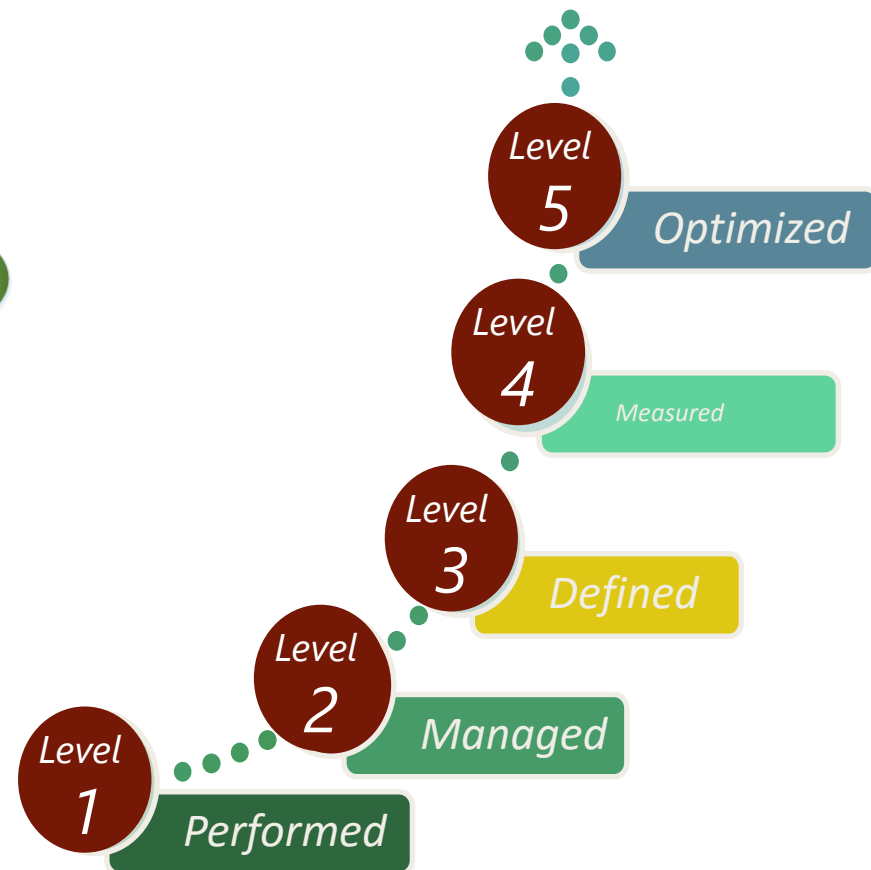 Level
5
Optimized
Level
4
Measured
Level
3
Defined
Level
2
Managed
Level
1
Performed